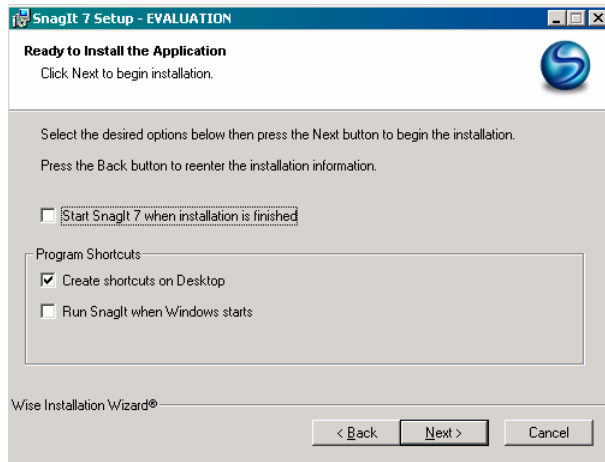 SnagIt 7 Setup - EVALUATION
Ready to Install the Application
Click Next to begin installation.
Select the desired options below then press the Next button to begin the installation.
Press the Back button to reenter the installation information.
Start SnagIt 7 when installation is finished
Program Shortcuts
Create shortcuts on Desktop
Run SnagIt when Windows starts
Wise Installation Wizard®
< Back Next > Cancel